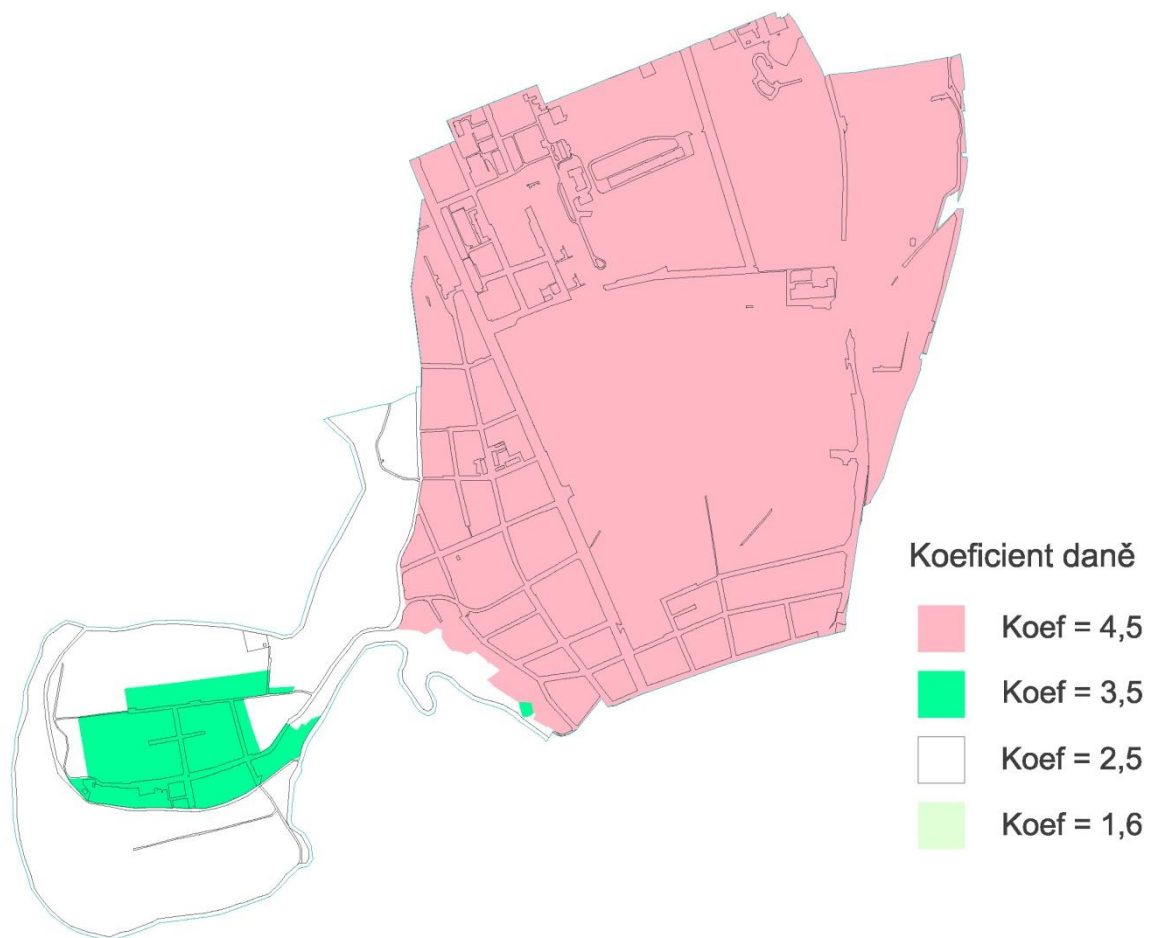 Koeficient daně
Koef = 4,5
Koef = 3,5
Koef = 2,5
Koef = 1,6